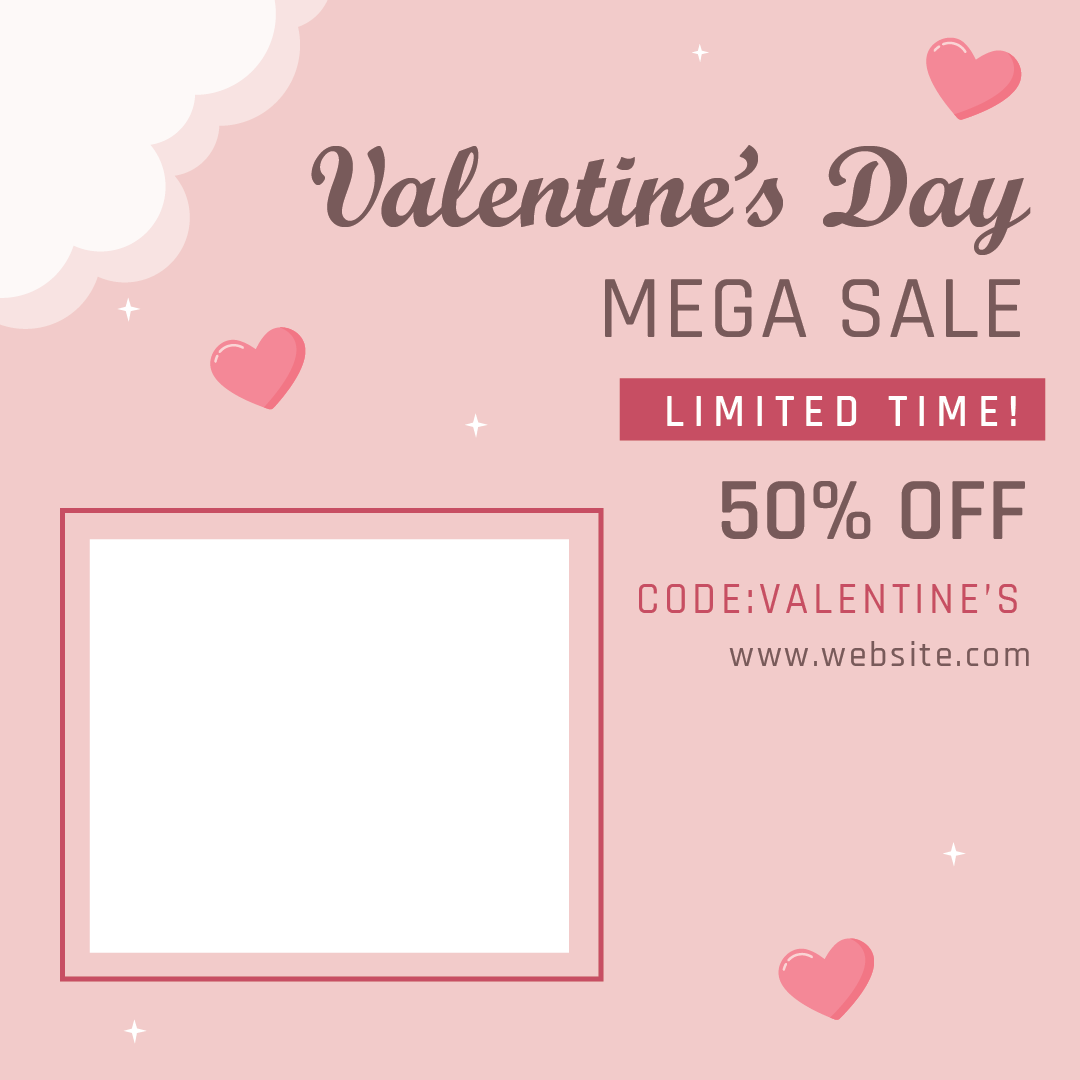 Valentine's Day
MEGA SALE
LIMITED TIME!
50% OFF
CODE:VALENTINE'S
www.website.com